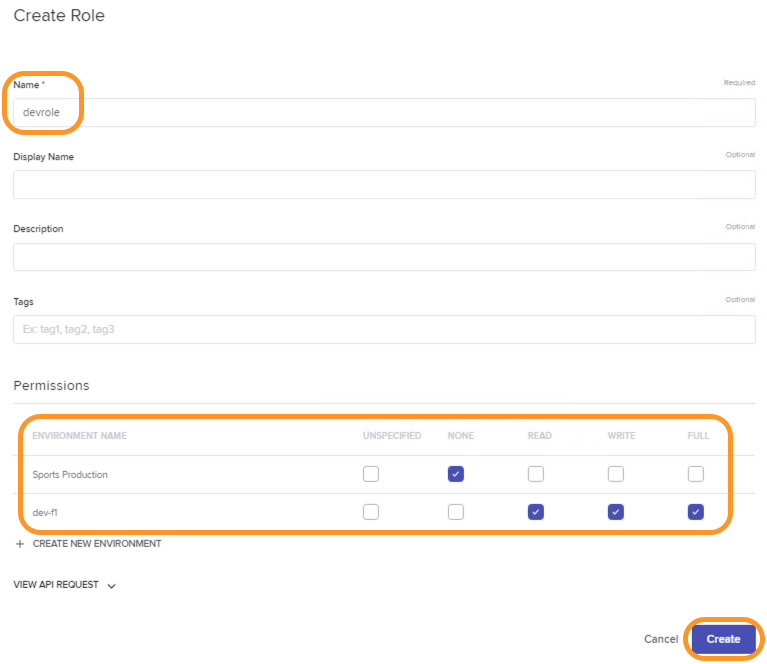 Create Role
Name * Required
devrole
Display Name Optional
Description Optional
Tags Optional
Ex: tag1, tag2, tag3
Permissions
ENVIRONMENT NAME UNSPECIFIED NONE READ WRITE FULL
Sports Production
dev-f1
+ CREATE NEW ENVIRONMENT
VIEW API REQUEST
Cancel Create